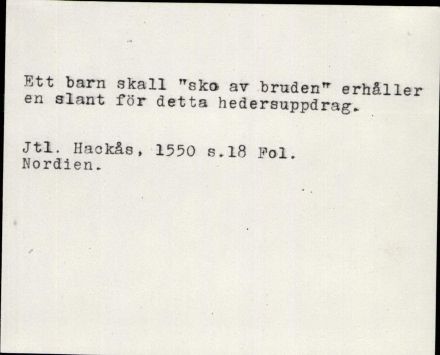 Ett barn skall "sko av bruden" erhåller
en slant för detta hedersuppdrag.
Jtl. Hackås, 1550 s.18 Fol.
Nordien.